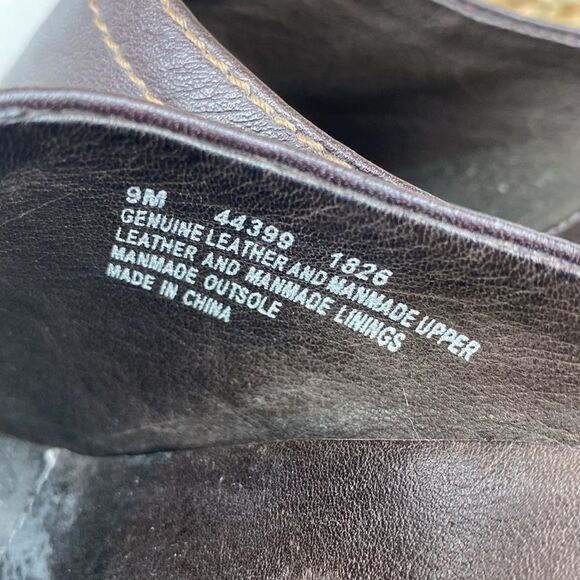 9M 44399 1826
GENUINE LEATHER AND MANMADE UPPER
LEATHER AND MANMADE LININGS
MANMADE OUTSOLE
MADE IN CHINA